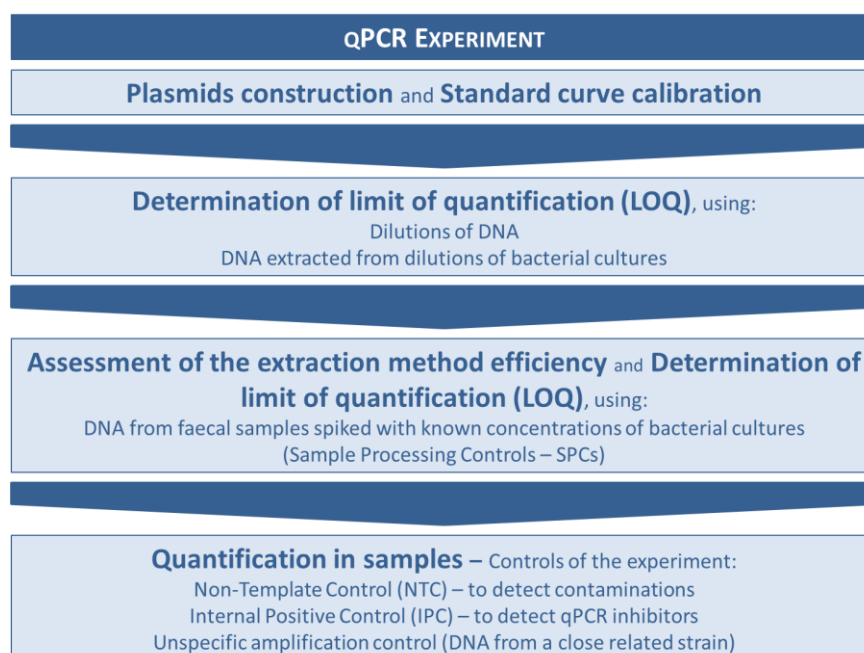 QPCR EXPERIMENT
Plasmids construction and Standard curve calibration
Determination of limit of quantification (LOQ), using:
Dilutions of DNA
DNA extracted from dilutions of bacterial cultures
Assessment of the extraction method efficiency and Determination of
limit of quantification (LOQ), using:
DNA from faecal samples spiked with known concentrations of bacterial cultures
(Sample Processing Controls – SPCs)
Quantification in samples – Controls of the experiment:
Non-Template Control (NTC) – to detect contaminations
Internal Positive Control (IPC) – to detect qPCR inhibitors
Unspecific amplification control (DNA from a close related strain)